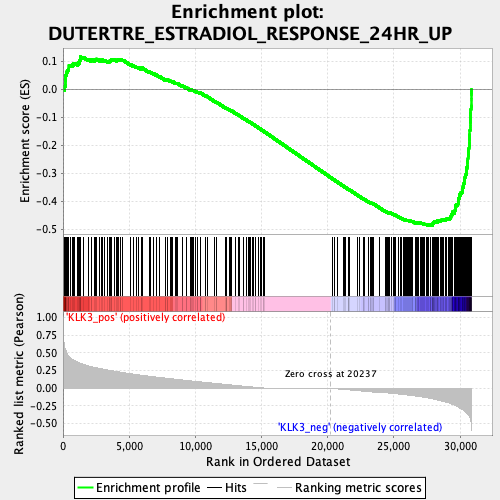 Enrichment plot:
DUTERTRE_ESTRADIOL_RESPONSE_24HR_UP
Enrichment score (ES)
0.1
0.0
-0.1
-0.2
-0.3
-0.4
-0.5
Ranked list metric (Pearson)
1.00
0.75
0.50
0.25
0.00
-0.25
-0.50
'KLK3_pos' (positively correlated)
Zero cross at 20237
'KLK3_neg' (negatively correlated)
0
5,000
10,000
15,000
20,000
25,000
30,000
Rank in Ordered Dataset
Enrichment profile
Hits
Ranking metric scores